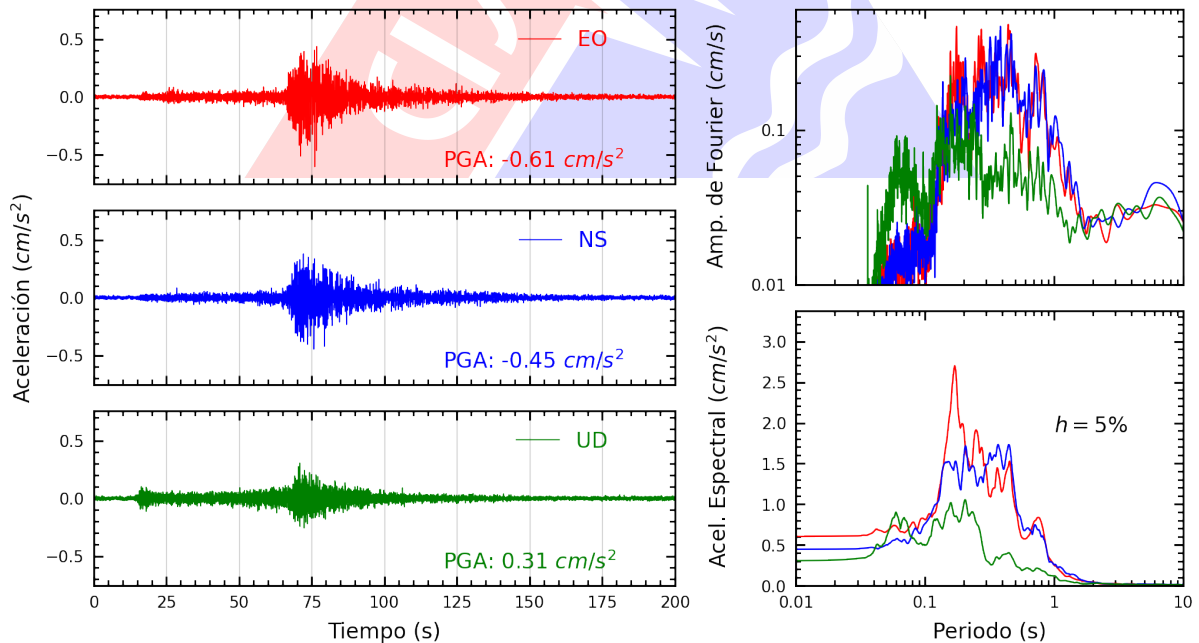 Aceleración (cm/s²)
0.5
0.0
−0.5
EO
PGA: -0.61 cm/s²
0.5
0.0
−0.5
NS
PGA: -0.45 cm/s²
0.5
0.0
−0.5
UD
PGA: 0.31 cm/s²
0 25 50 75 100 125 150 175 200
Tiempo (s)
Amp. de Fourier (cm/s)
0.1
0.01
Acel. Espectral (cm/s²)
3.0
2.5
2.0
1.5
1.0
0.5
0.0
h = 5%
0.01 0.1 1 10
Periodo (s)